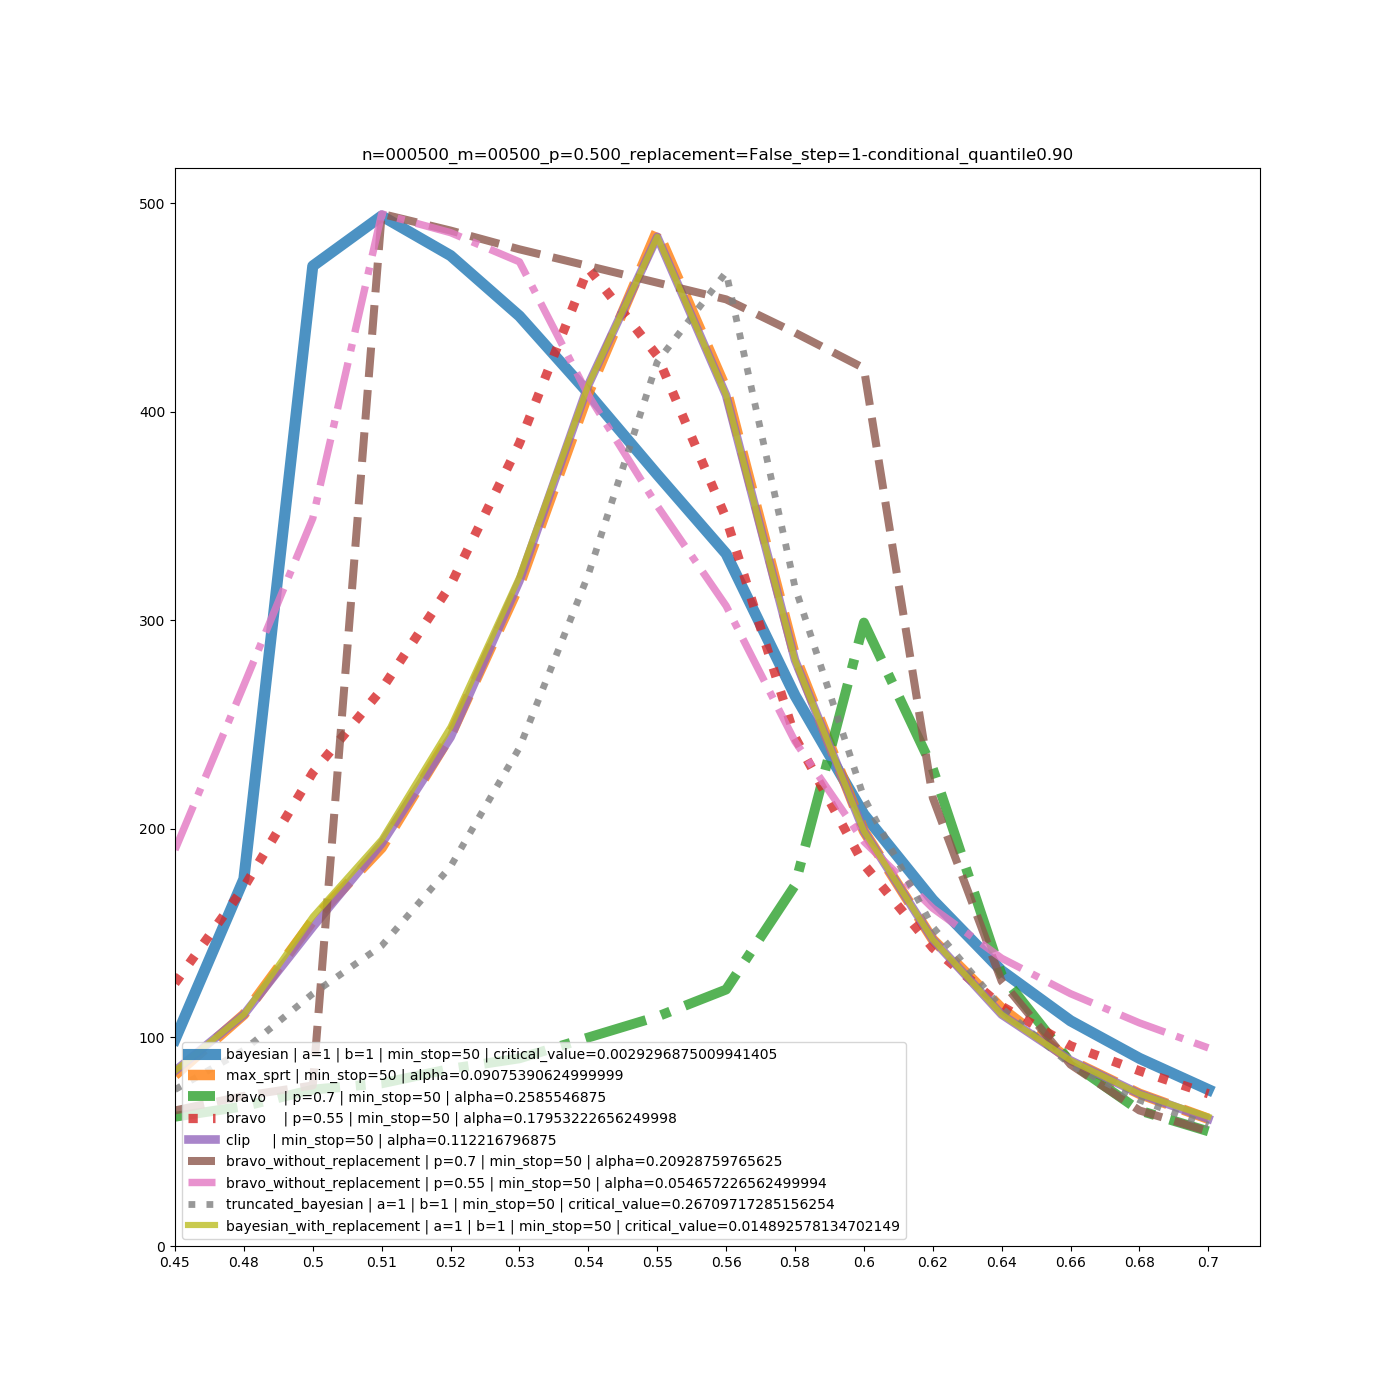 n=000500_m=00500_p=0.500_replacement=False_step=1-conditional_quantile0.90
500
400
300
200
100
0
bayesian | a=1 | b=1 | min_stop=50 | critical_value=0.0029296875009941405
max_sprt | min_stop=50 | alpha=0.09075390624999999
bravo | p=0.7 | min_stop=50 | alpha=0.2585546875
bravo | p=0.55 | min_stop=50 | alpha=0.17953222656249998
clip | min_stop=50 | alpha=0.112216796875
bravo_without_replacement | p=0.7 | min_stop=50 | alpha=0.20928759765625
bravo_without_replacement | p=0.55 | min_stop=50 | alpha=0.054657226562499994
truncated_bayesian | a=1 | b=1 | min_stop=50 | critical_value=0.26709717285156254
bayesian_with_replacement | a=1 | b=1 | min_stop=50 | critical_value=0.014892578134702149
0.45 0.48 0.5 0.51 0.52 0.53 0.54 0.55 0.56 0.58 0.6 0.62 0.64 0.66 0.68 0.7